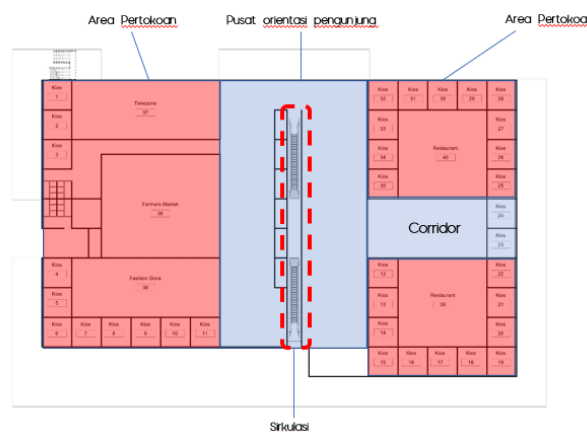 Area Pertokoan
Pusat orientasi pengunjung
Area Pertokoan
Kios
1
Kios
2
Kios
3
Timezone
37
Farmers Market
36
Kios
4
Kios
5
Fashion Store
38
Kios
6
Kios
7
Kios
8
Kios
9
Kios
10
Kios
11
Kios
32
Kios
31
Kios
30
Kios
29
Kios
28
Kios
33
Kios
27
Kios
34
Restaurant
40
Kios
26
Kios
35
Kios
25
Corridor
Kios
24
Kios
23
Kios
12
Kios
22
Kios
13
Restaurant
39
Kios
21
Kios
14
Kios
20
Kios
15
Kios
16
Kios
17
Kios
18
Kios
19
Sirkulasi